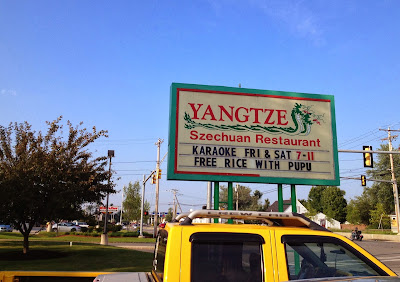 YANGTZE
Szechuan Restaurant
KARAOKE FRI & SAT 7-11
FREE RICE WITH PUPU